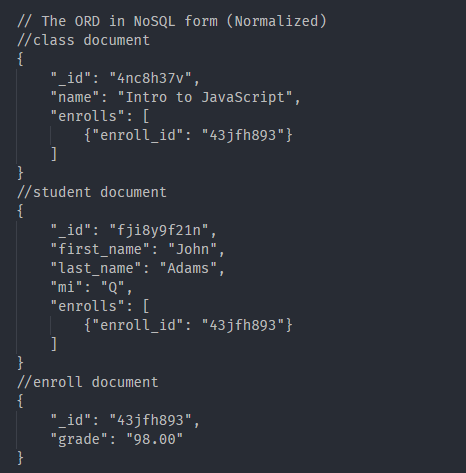 // The ORD in NoSQL form (Normalized)
//class document
{
    "_id": "4nc8h37v",
    "name": "Intro to JavaScript",
    "enrolls": [
        {"enroll_id": "43jfh893"}
    ]
}
//student document
{
    "_id": "fji8y9f21n",
    "first_name": "John",
    "last_name": "Adams",
    "mi": "Q",
    "enrolls": [
        {"enroll_id": "43jfh893"}
    ]
}
//enroll document
{
    "_id": "43jfh893",
    "grade": "98.00"
}